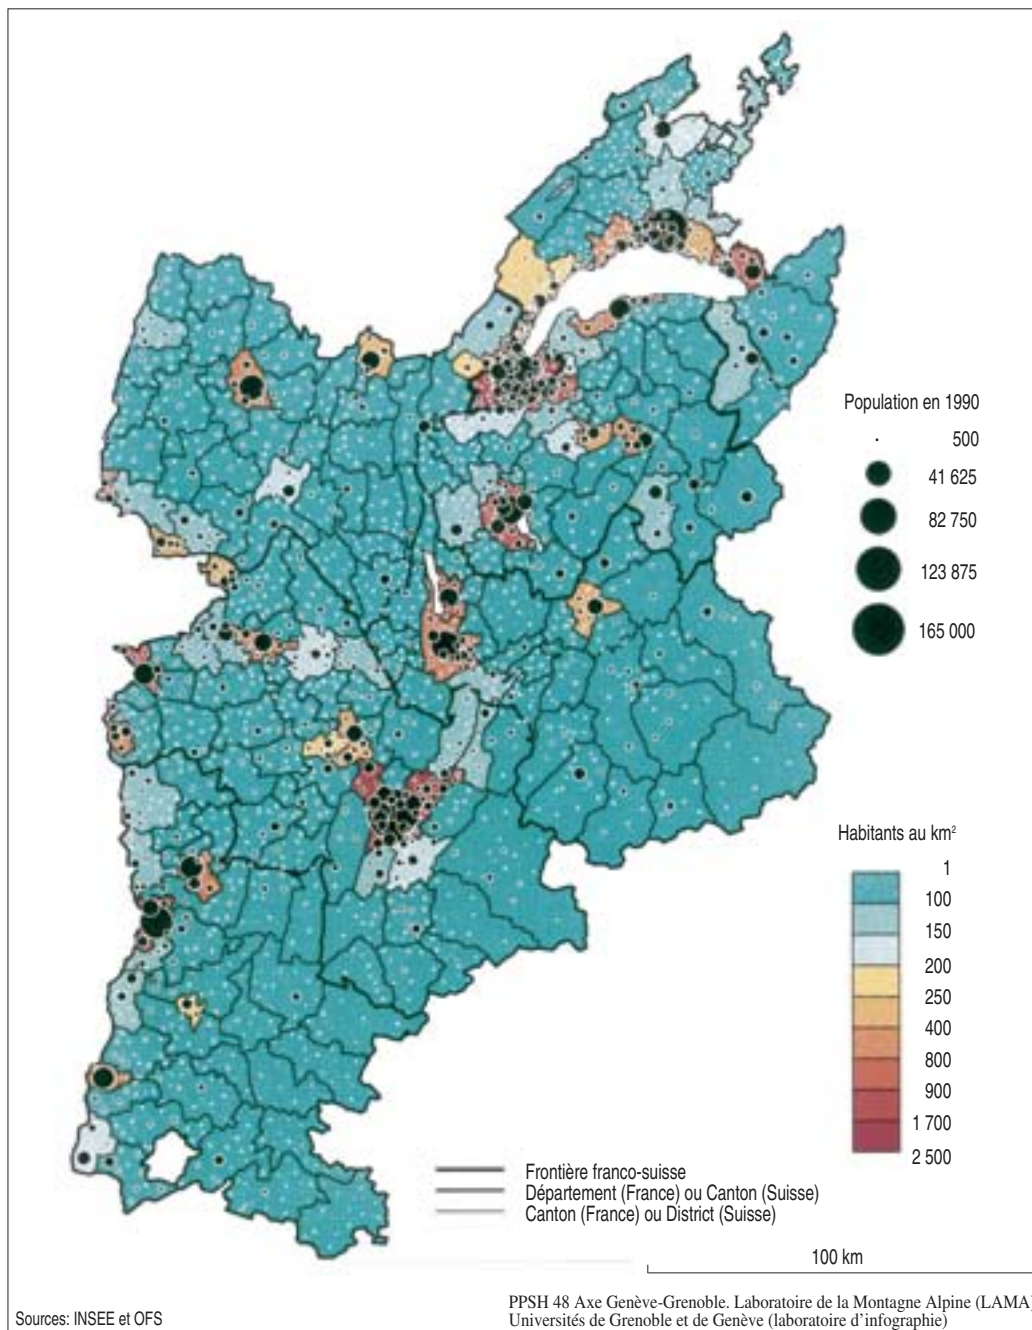 Population en 1990
500
41 625
82 750
123 875
165 000
Habitants au km²
1
100
150
200
250
400
800
900
1 700
2 500
Frontière franco-suisse
Département (France) ou Canton (Suisse)
Canton (France) ou District (Suisse)
100 km
Sources: INSEE et OFS
PPSH 48 Axe Genève-Grenoble. Laboratoire de la Montagne Alpine (LAMA)
Universités de Grenoble et de Genève (laboratoire d'infographie)